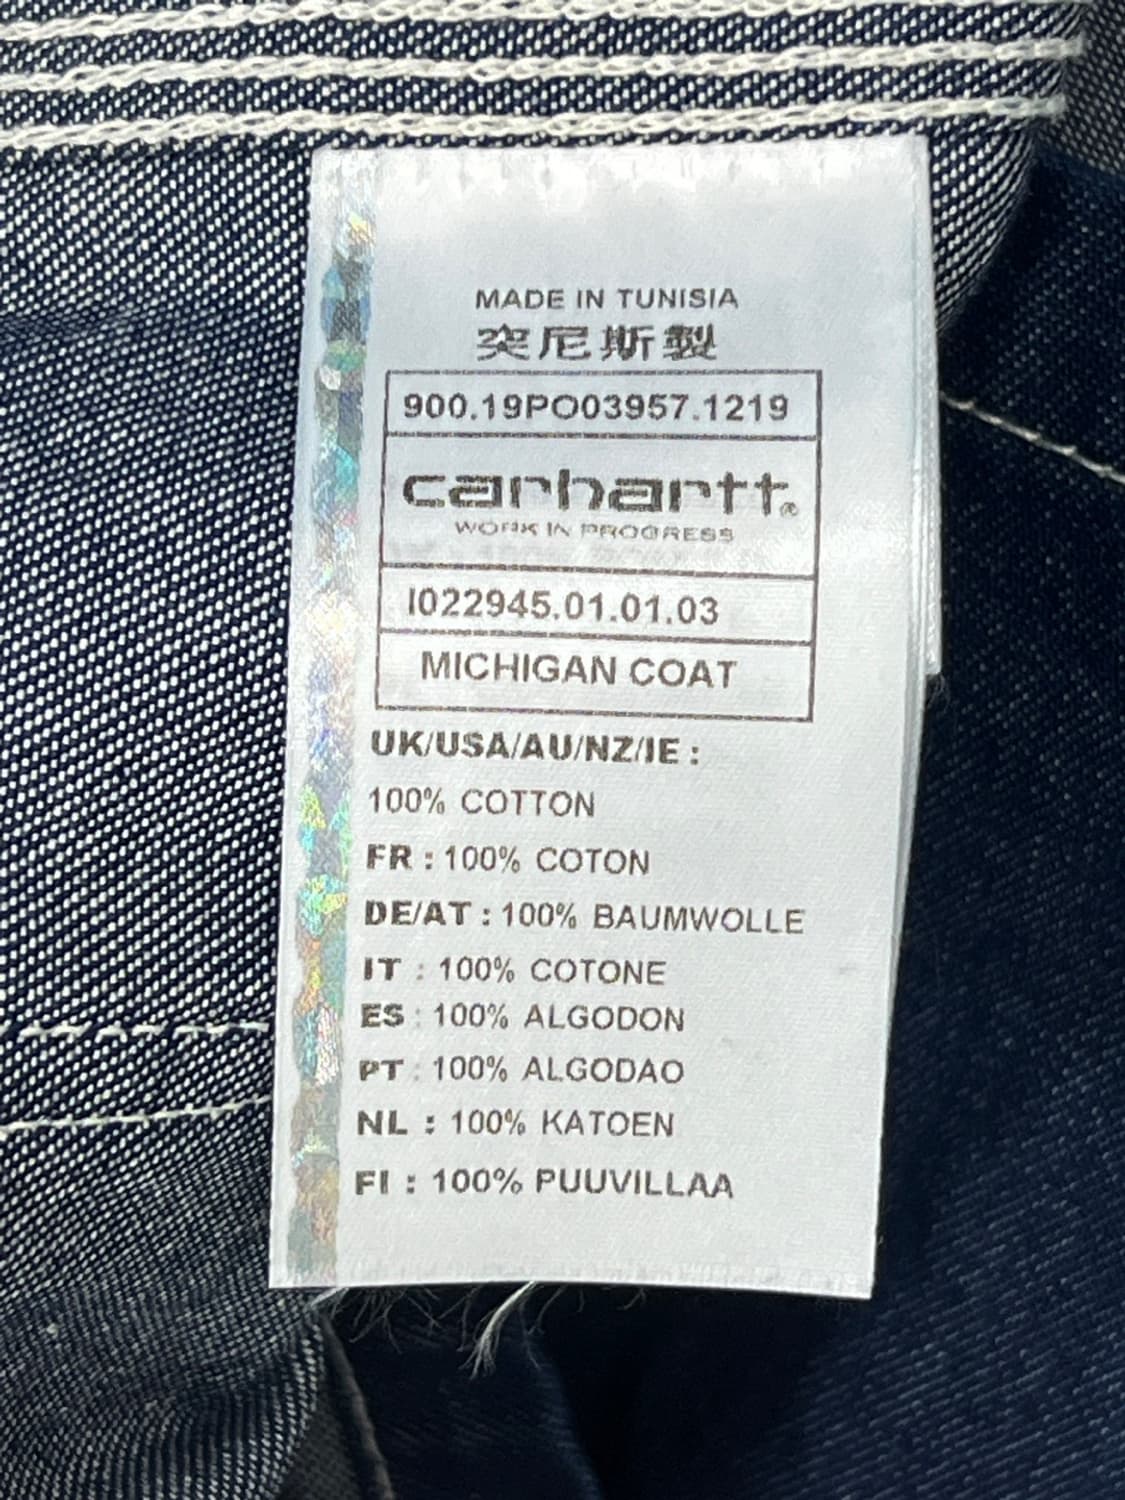 MADE IN TUNISIA
突尼斯製
900.19PO03957.1219
carhartt®
WORK IN PROGRESS
I022945.01.01.03
MICHIGAN COAT
UK/USA/AU/NZ/IE :
100% COTTON
FR : 100% COTON
DE/AT : 100% BAUMWOLLE
IT : 100% COTONE
ES : 100% ALGODON
PT : 100% ALGODAO
NL : 100% KATOEN
FI : 100% PUUVILLAA